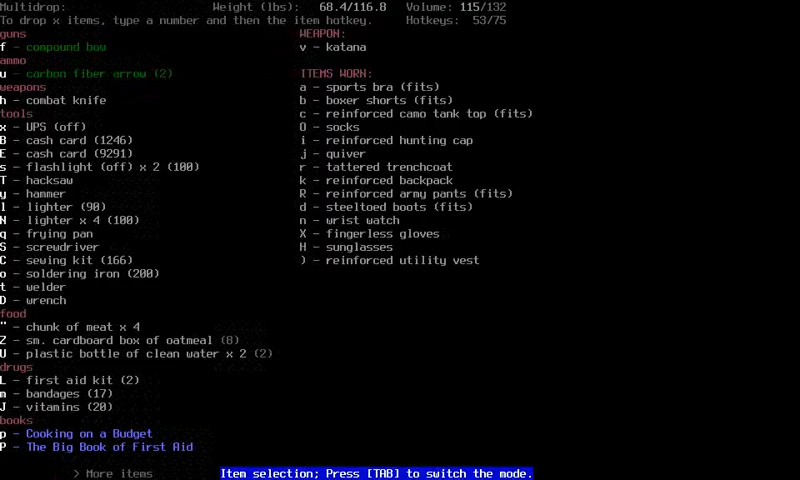 Multidrop: Weight (lbs): 68.4/116.8 Volume: 115/132
To drop x items, type a number and then the item hotkey. Hotkeys: 53/75
guns
f - compound bow
ammo
u - carbon fiber arrow (2)
weapons
h - combat knife
tools
x - UPS (off)
B - cash card (1246)
E - cash card (9291)
s - flashlight (off) x 2 (100)
T - hacksaw
y - hammer
l - lighter (90)
N - lighter x 4 (100)
q - frying pan
S - screwdriver
C - sewing kit (166)
o - soldering iron (200)
t - welder
D - wrench
food
" - chunk of meat x 4
Z - sm. cardboard box of oatmeal (8)
U - plastic bottle of clean water x 2 (2)
drugs
L - first aid kit (2)
m - bandages (17)
J - vitamins (20)
books
p - Cooking on a Budget
P - The Big Book of First Aid
WEAPON:
v - katana
ITEMS WORN:
a - sports bra (fits)
b - boxer shorts (fits)
c - reinforced camo tank top (fits)
O - socks
i - reinforced hunting cap
j - quiver
r - tattered trenchcoat
k - reinforced backpack
R - reinforced army pants (fits)
d - steeltoed boots (fits)
n - wrist watch
X - fingerless gloves
H - sunglasses
) - reinforced utility vest
> More items
Item selection; Press [TAB] to switch the mode.